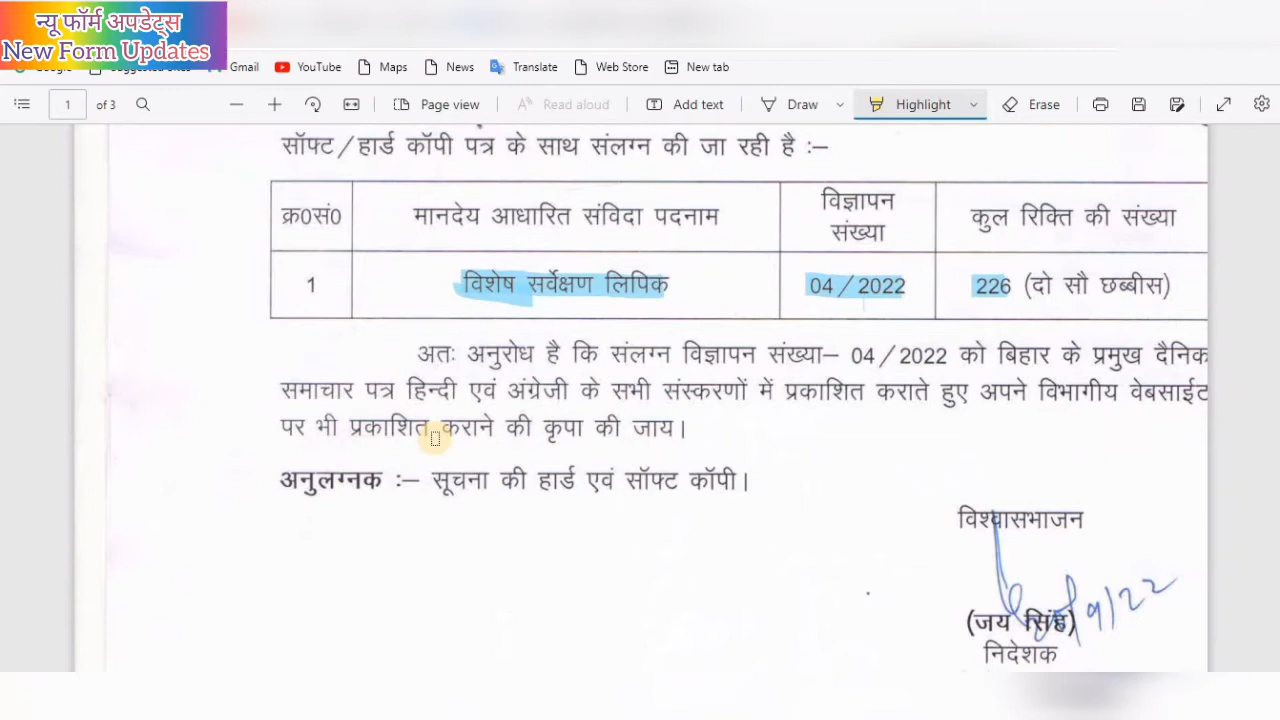 न्यू फॉर्म अपडेट्स
New Form Updates
Gmail YouTube Maps News Translate Web Store New tab
1 of 3 Page view Read aloud Add text Draw Highlight Erase
सॉफ्ट/हार्ड कॉपी पत्र के साथ संलग्न की जा रही है :–
क्र0सं0 मानदेय आधारित संविदा पदनाम विज्ञापन संख्या कुल रिक्ति की संख्या
1 विशेष सर्वेक्षण लिपिक 04/2022 226 (दो सौ छब्बीस)
अतः अनुरोध है कि संलग्न विज्ञापन संख्या– 04/2022 को बिहार के प्रमुख दैनिक
समाचार पत्र हिन्दी एवं अंग्रेजी के सभी संस्करणों में प्रकाशित कराते हुए अपने विभागीय वेबसाईट
पर भी प्रकाशित कराने की कृपा की जाय।
अनुलग्नक :– सूचना की हार्ड एवं सॉफ्ट कॉपी।
विश्वासभाजन
(जय सिंह)
निदेशक